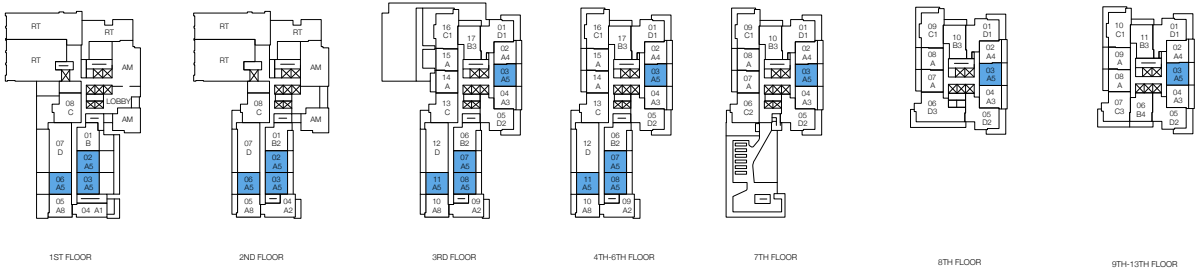 RT
RT
RT
AM
LOBBY
AM
08
C
07
D
01
B
02
A5
06
A5
03
A5
05
A8
04 A1
1ST FLOOR
RT
RT
RT
AM
AM
08
C
07
D
01
B2
02
A5
06
A5
03
A5
05
A8
04
A2
2ND FLOOR
16
C1
17
B3
01
D1
02
A4
15
A
03
A5
14
A
04
A3
13
C
05
D2
12
D
06
B2
07
A5
11
A5
08
A5
10
A8
09
A2
3RD FLOOR
16
C1
17
B3
01
D1
02
A4
15
A
03
A5
14
A
04
A3
13
C
05
D2
12
D
06
B2
07
A5
11
A5
08
A5
10
A8
09
A2
4TH-6TH FLOOR
09
C1
10
B3
01
D1
02
A4
08
A
03
A5
07
A
04
A3
06
C2
05
D2
7TH FLOOR
09
C1
10
B3
01
D1
02
A4
08
A
03
A5
07
A
04
A3
06
D3
05
D2
8TH FLOOR
10
C1
11
B3
01
D1
02
A4
09
A
03
A5
08
A
04
A3
07
C3
06
B4
05
D2
9TH-13TH FLOOR